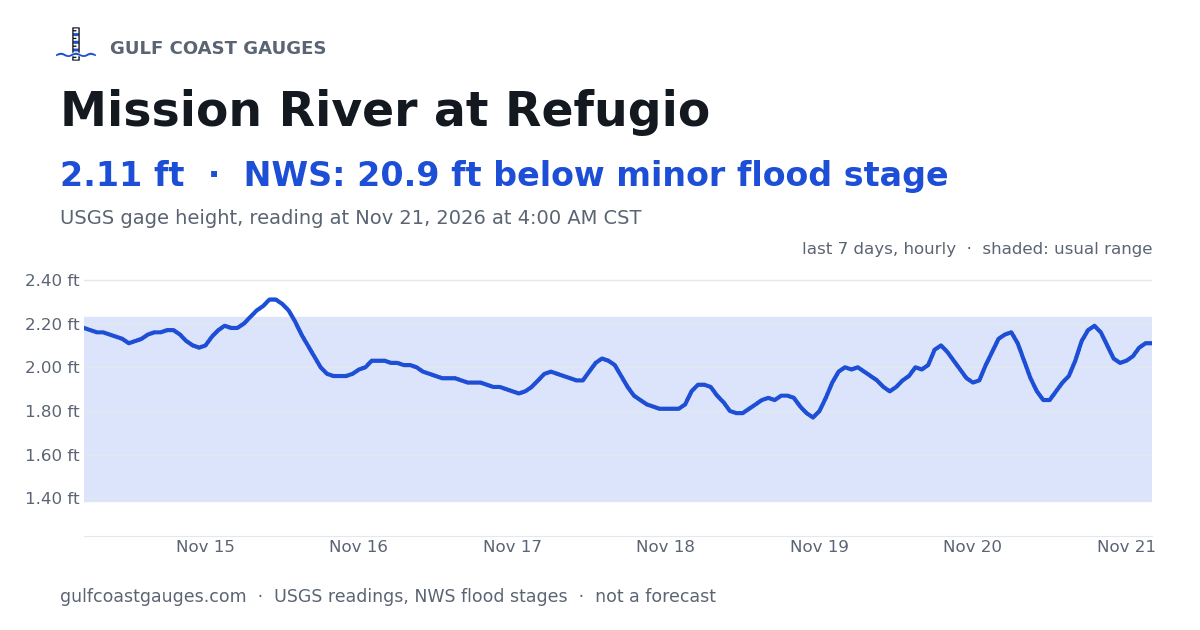 GULF COAST GAUGES
Mission River at Refugio
2.11 ft · NWS: 20.9 ft below minor flood stage
USGS gage height, reading at Nov 21, 2026 at 4:00 AM CST
last 7 days, hourly · shaded: usual range
2.40 ft
2.20 ft
2.00 ft
1.80 ft
1.60 ft
1.40 ft
Nov 15 Nov 16 Nov 17 Nov 18 Nov 19 Nov 20 Nov 21
gulfcoastgauges.com · USGS readings, NWS flood stages · not a forecast